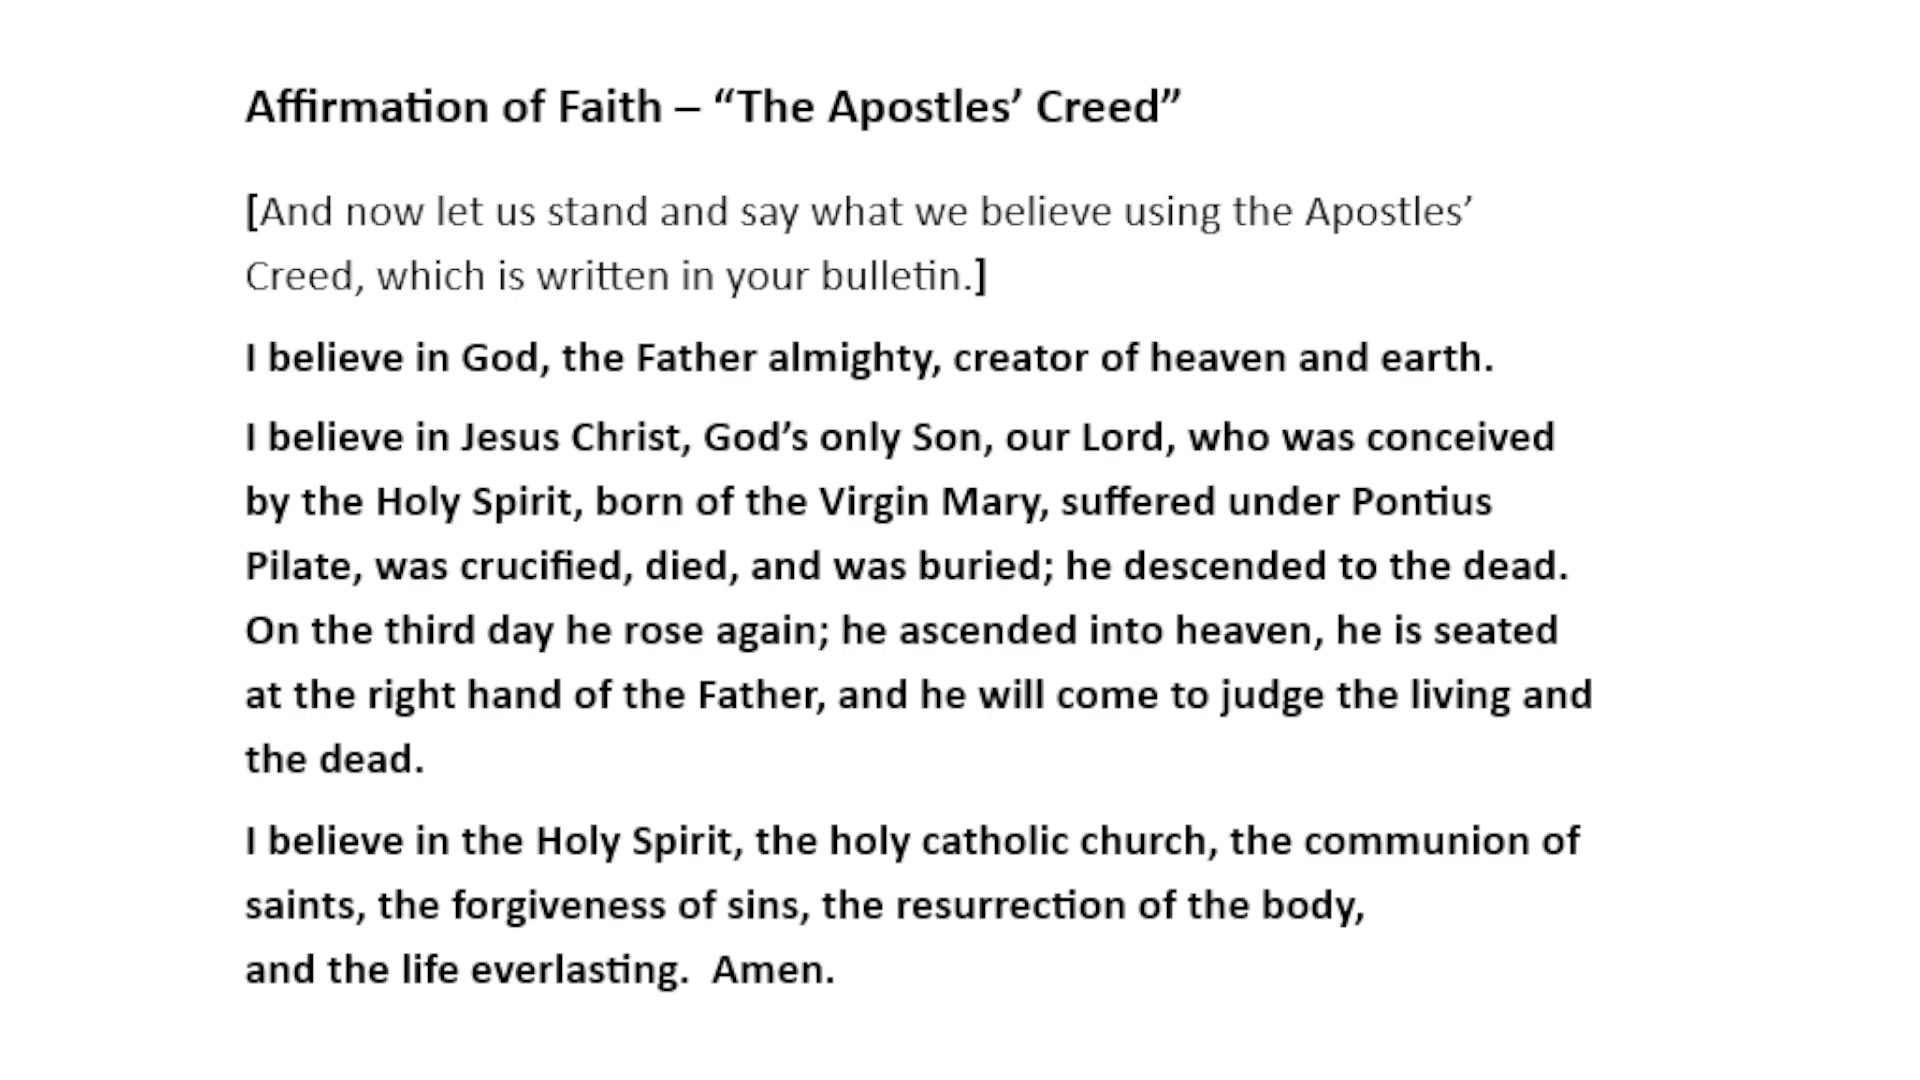 Affirmation of Faith – “The Apostles’ Creed”
[And now let us stand and say what we believe using the Apostles’
Creed, which is written in your bulletin.]
I believe in God, the Father almighty, creator of heaven and earth.
I believe in Jesus Christ, God’s only Son, our Lord, who was conceived
by the Holy Spirit, born of the Virgin Mary, suffered under Pontius
Pilate, was crucified, died, and was buried; he descended to the dead.
On the third day he rose again; he ascended into heaven, he is seated
at the right hand of the Father, and he will come to judge the living and
the dead.
I believe in the Holy Spirit, the holy catholic church, the communion of
saints, the forgiveness of sins, the resurrection of the body,
and the life everlasting.  Amen.